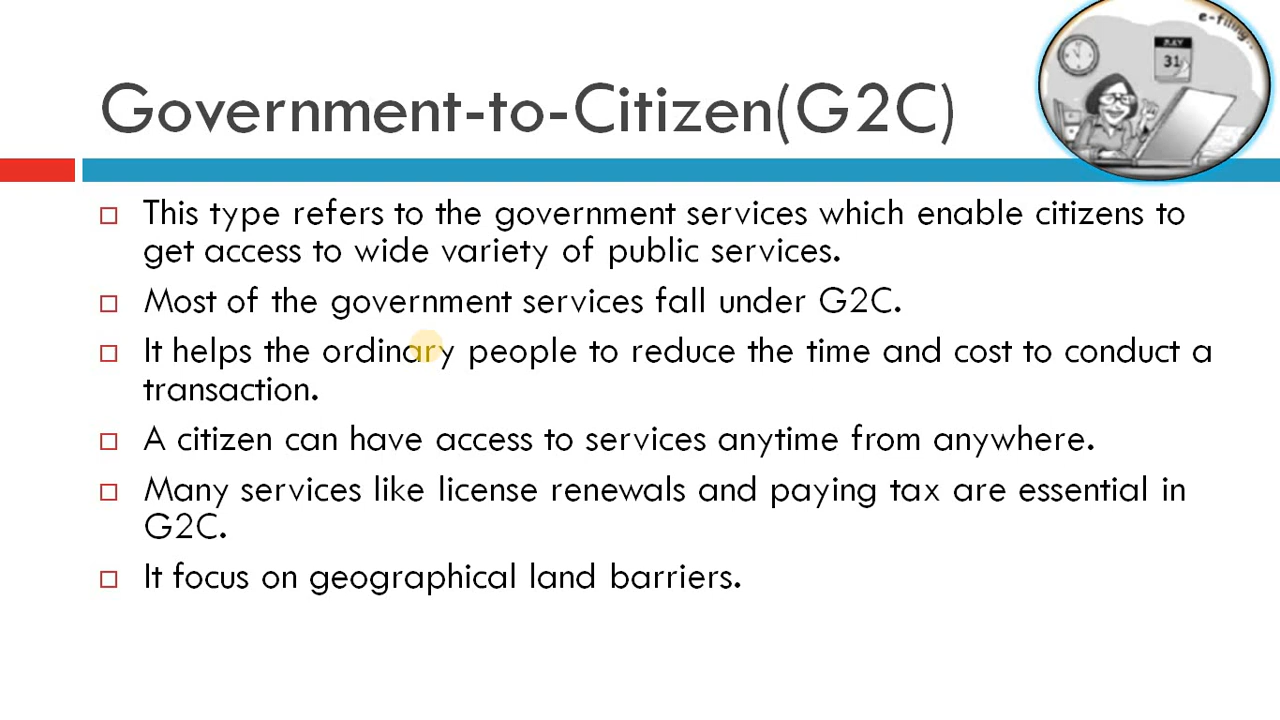 e-filing..
JULY
31
Government-to-Citizen(G2C)
This type refers to the government services which enable citizens to
get access to wide variety of public services.
Most of the government services fall under G2C.
It helps the ordinary people to reduce the time and cost to conduct a
transaction.
A citizen can have access to services anytime from anywhere.
Many services like license renewals and paying tax are essential in
G2C.
It focus on geographical land barriers.